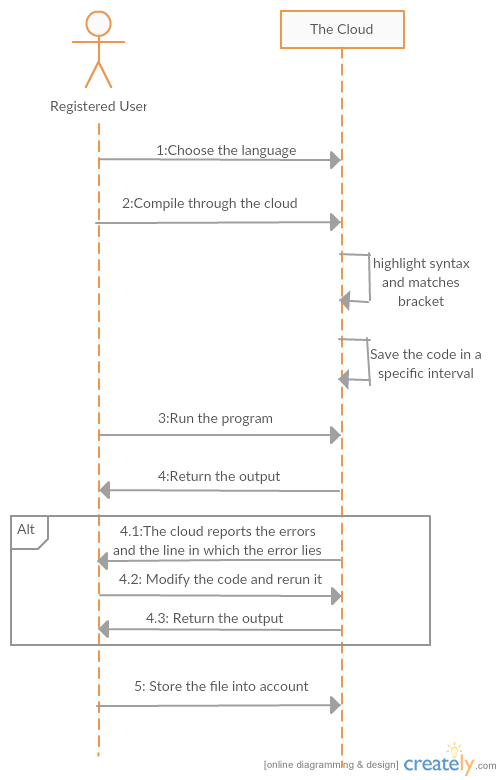 The Cloud
Registered User
1:Choose the language
2:Compile through the cloud
highlight syntax
and matches
bracket
Save the code in a
specific interval
3:Run the program
4:Return the output
Alt
4.1:The cloud reports the errors
and the line in which the error lies
4.2: Modify the code and rerun it
4.3: Return the output
5: Store the file into account
[online diagramming & design] creately.com